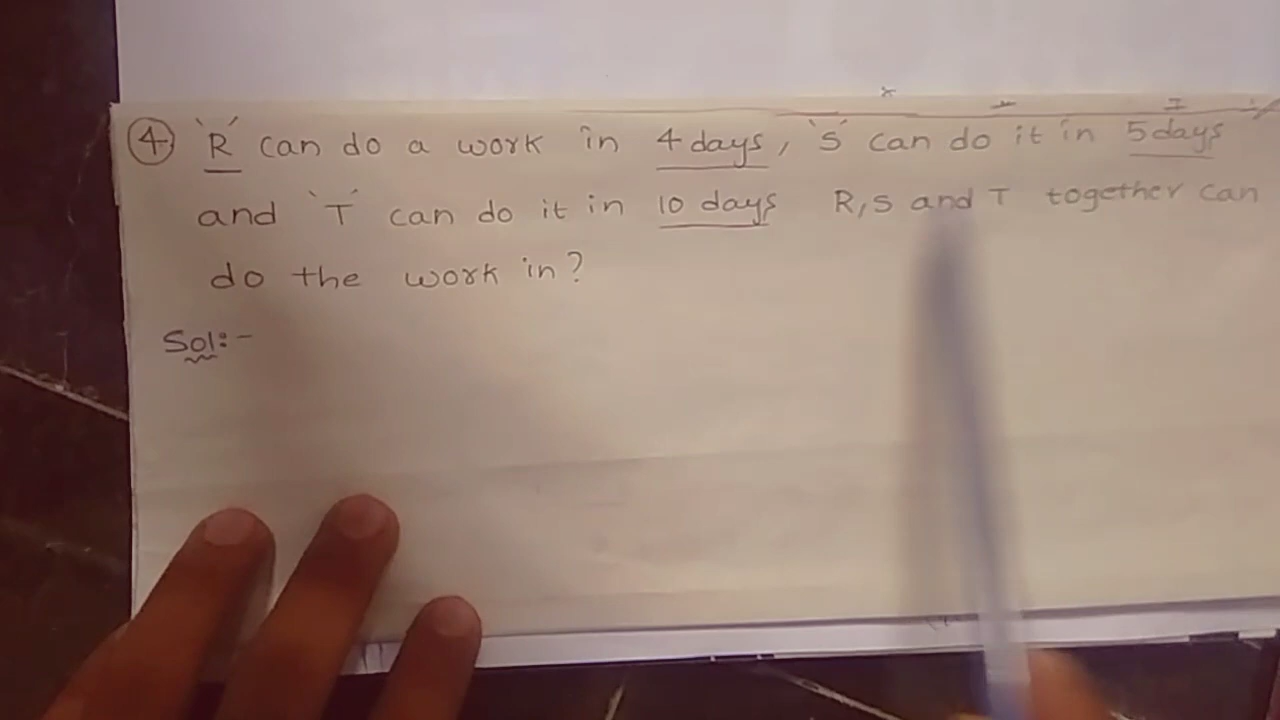 ④ 'R' can do a work in 4 days, 'S' can do it in 5 days
and 'T' can do it in 10 days R, S and T together can
do the work in?
Sol:-